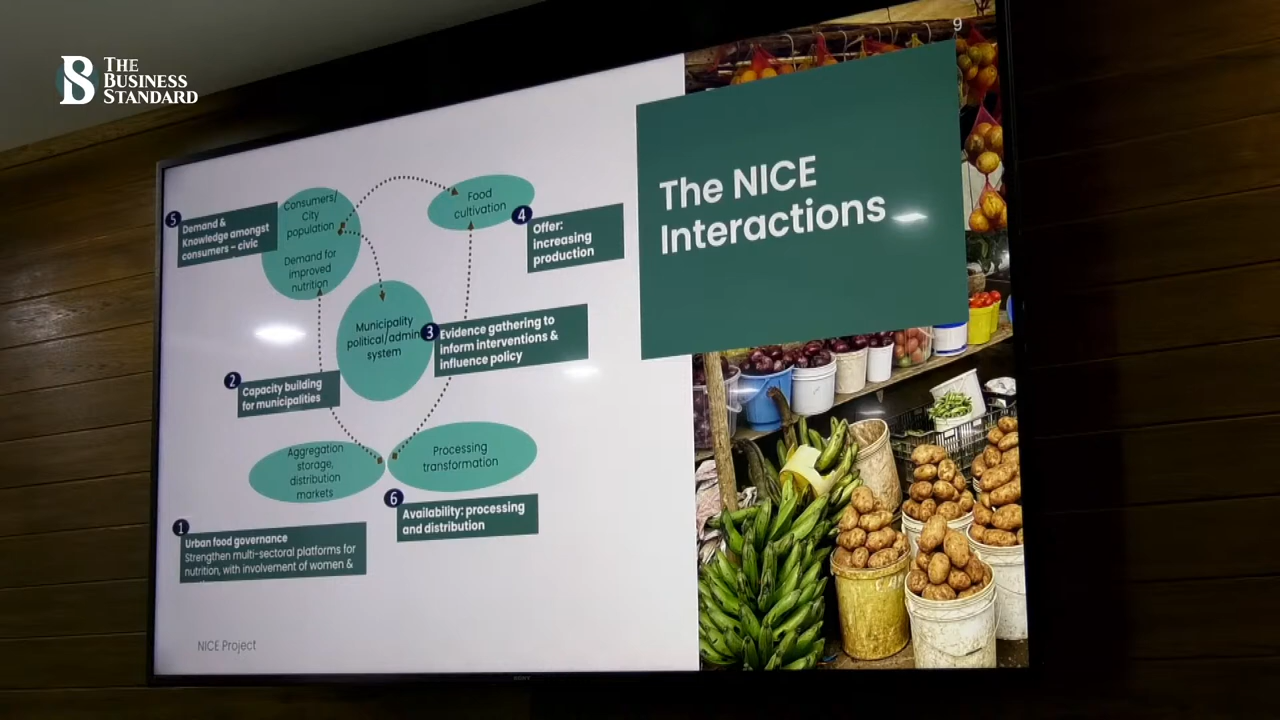 THE
BUSINESS
STANDARD
9
The NICE
Interactions
5
Demand &
Knowledge amongst
consumers – civic
Consumers/
City
population
Demand for
improved
nutrition
Food
cultivation
4
Offer:
increasing
production
Municipality
political/admin
system
3
Evidence gathering to
inform interventions &
influence policy
2
Capacity building
for municipalities
Aggregation
storage,
distribution
markets
Processing
transformation
6
Availability: processing
and distribution
1
Urban food governance
Strengthen multi-sectoral platforms for
nutrition, with involvement of women &
NICE Project
SONY